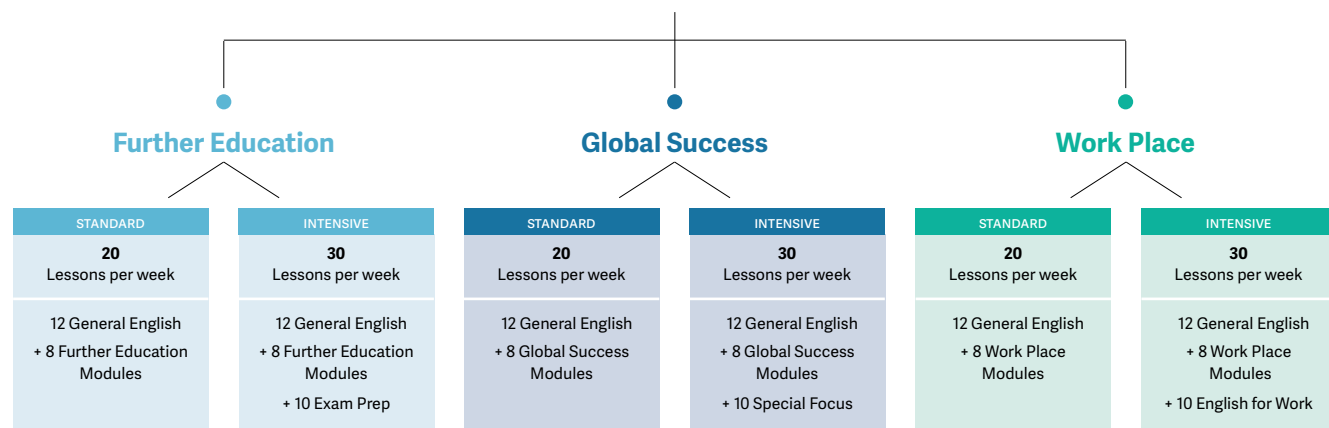 Further Education
STANDARD
20
Lessons per week
12 General English
+ 8 Further Education
Modules
INTENSIVE
30
Lessons per week
12 General English
+ 8 Further Education
Modules
+ 10 Exam Prep
Global Success
STANDARD
20
Lessons per week
12 General English
+ 8 Global Success
Modules
INTENSIVE
30
Lessons per week
12 General English
+ 8 Global Success
Modules
+ 10 Special Focus
Work Place
STANDARD
20
Lessons per week
12 General English
+ 8 Work Place
Modules
INTENSIVE
30
Lessons per week
12 General English
+ 8 Work Place
Modules
+ 10 English for Work